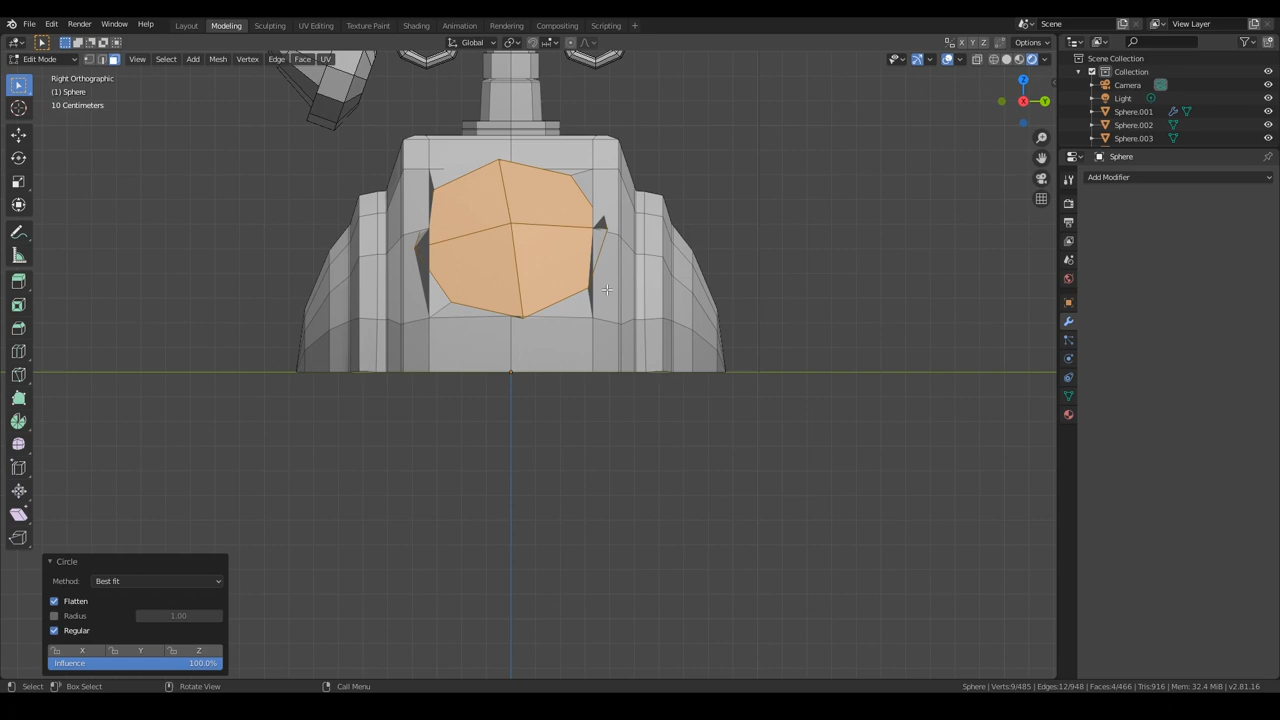 File Edit Render Window Help Layout Modeling Sculpting UV Editing Texture Paint Shading Animation Rendering Compositing Scripting + Scene View Layer
Global Options
Edit Mode View Select Add Mesh Vertex Edge Face UV
X Y Z
Right Orthographic
(1) Sphere
10 Centimeters
Z
X
Y
Scene Collection
Collection
Camera
Light
Sphere.001
Sphere.002
Sphere.003
Sphere
Add Modifier
Circle
Method: Best fit
Flatten
Radius 1.00
Regular
X Y Z
Influence 100.0%
Select Box Select Rotate View Call Menu Sphere | Verts:9/485 | Edges:12/948 | Faces:4/466 | Tris:916 | Mem: 32.4 MiB | v2.81.16